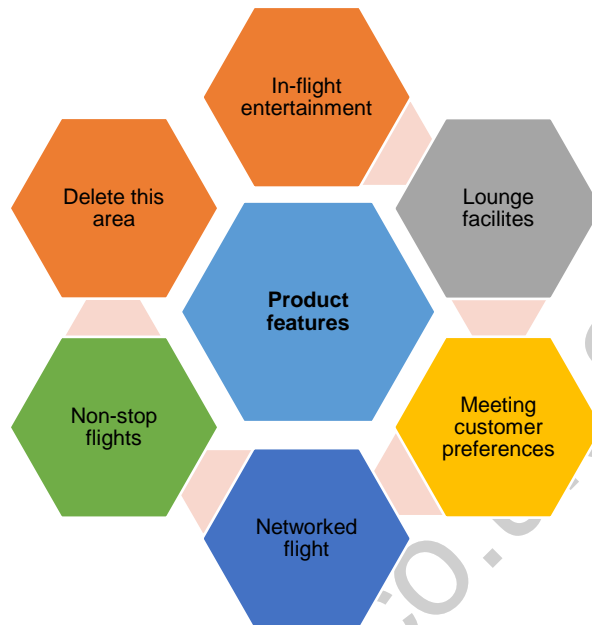 In-flight
entertainment
Delete this
area
Lounge
facilites
Product
features
Non-stop
flights
Meeting
customer
preferences
Networked
flight